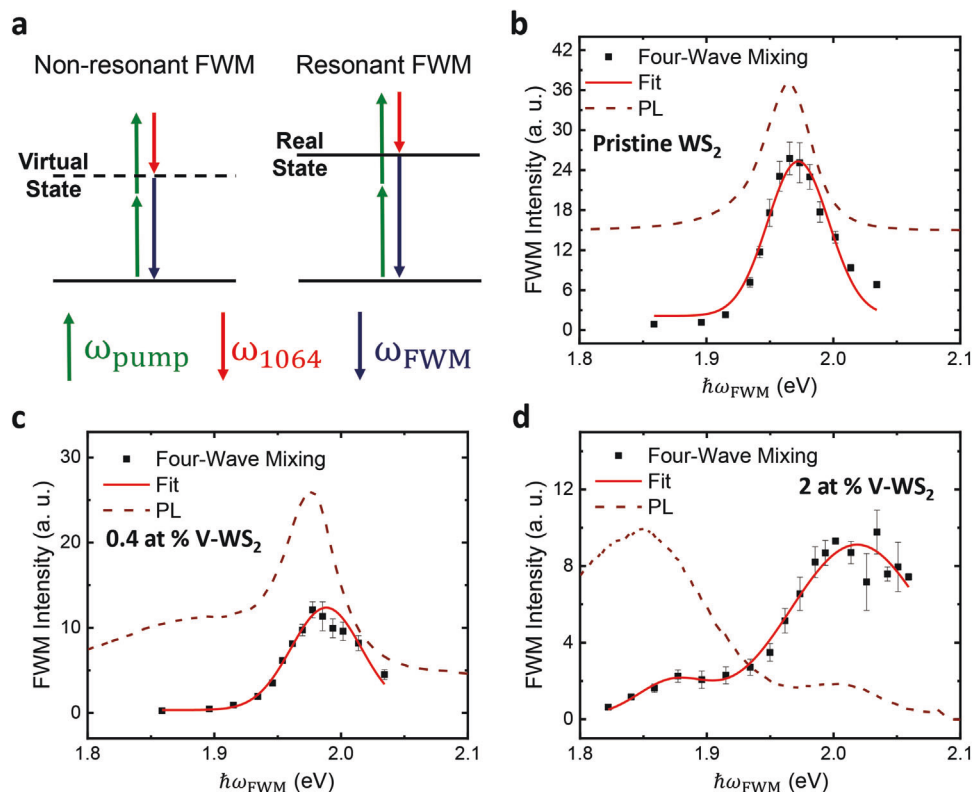 a
Non-resonant FWM
Resonant FWM
Virtual
State
Real
State
ω_pump
ω_1064
ω_FWM
b
42
36
30
24
18
12
6
0
FWM Intensity (a. u.)
Four-Wave Mixing
Fit
PL
Pristine WS₂
1.8
1.9
2.0
2.1
ℏω_FWM (eV)
c
30
20
10
0
FWM Intensity (a. u.)
Four-Wave Mixing
Fit
PL
0.4 at % V-WS₂
1.8
1.9
2.0
2.1
ℏω_FWM (eV)
d
12
8
4
0
FWM Intensity (a. u.)
Four-Wave Mixing
Fit
PL
2 at % V-WS₂
1.8
1.9
2.0
2.1
ℏω_FWM (eV)